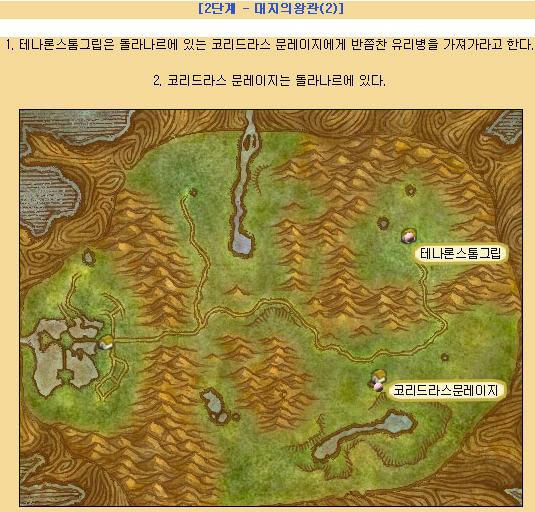 [2단계 - 대지의왕관(2)]
1. 테나론스톰그립은 돌라나르에 있는 코리드라스 문레이지에게 반쯤찬 유리병을 가져가라고 한다.
2. 코리드라스 문레이지는 돌라나르에 있다.
테나론스톰그립
코리드라스문레이지